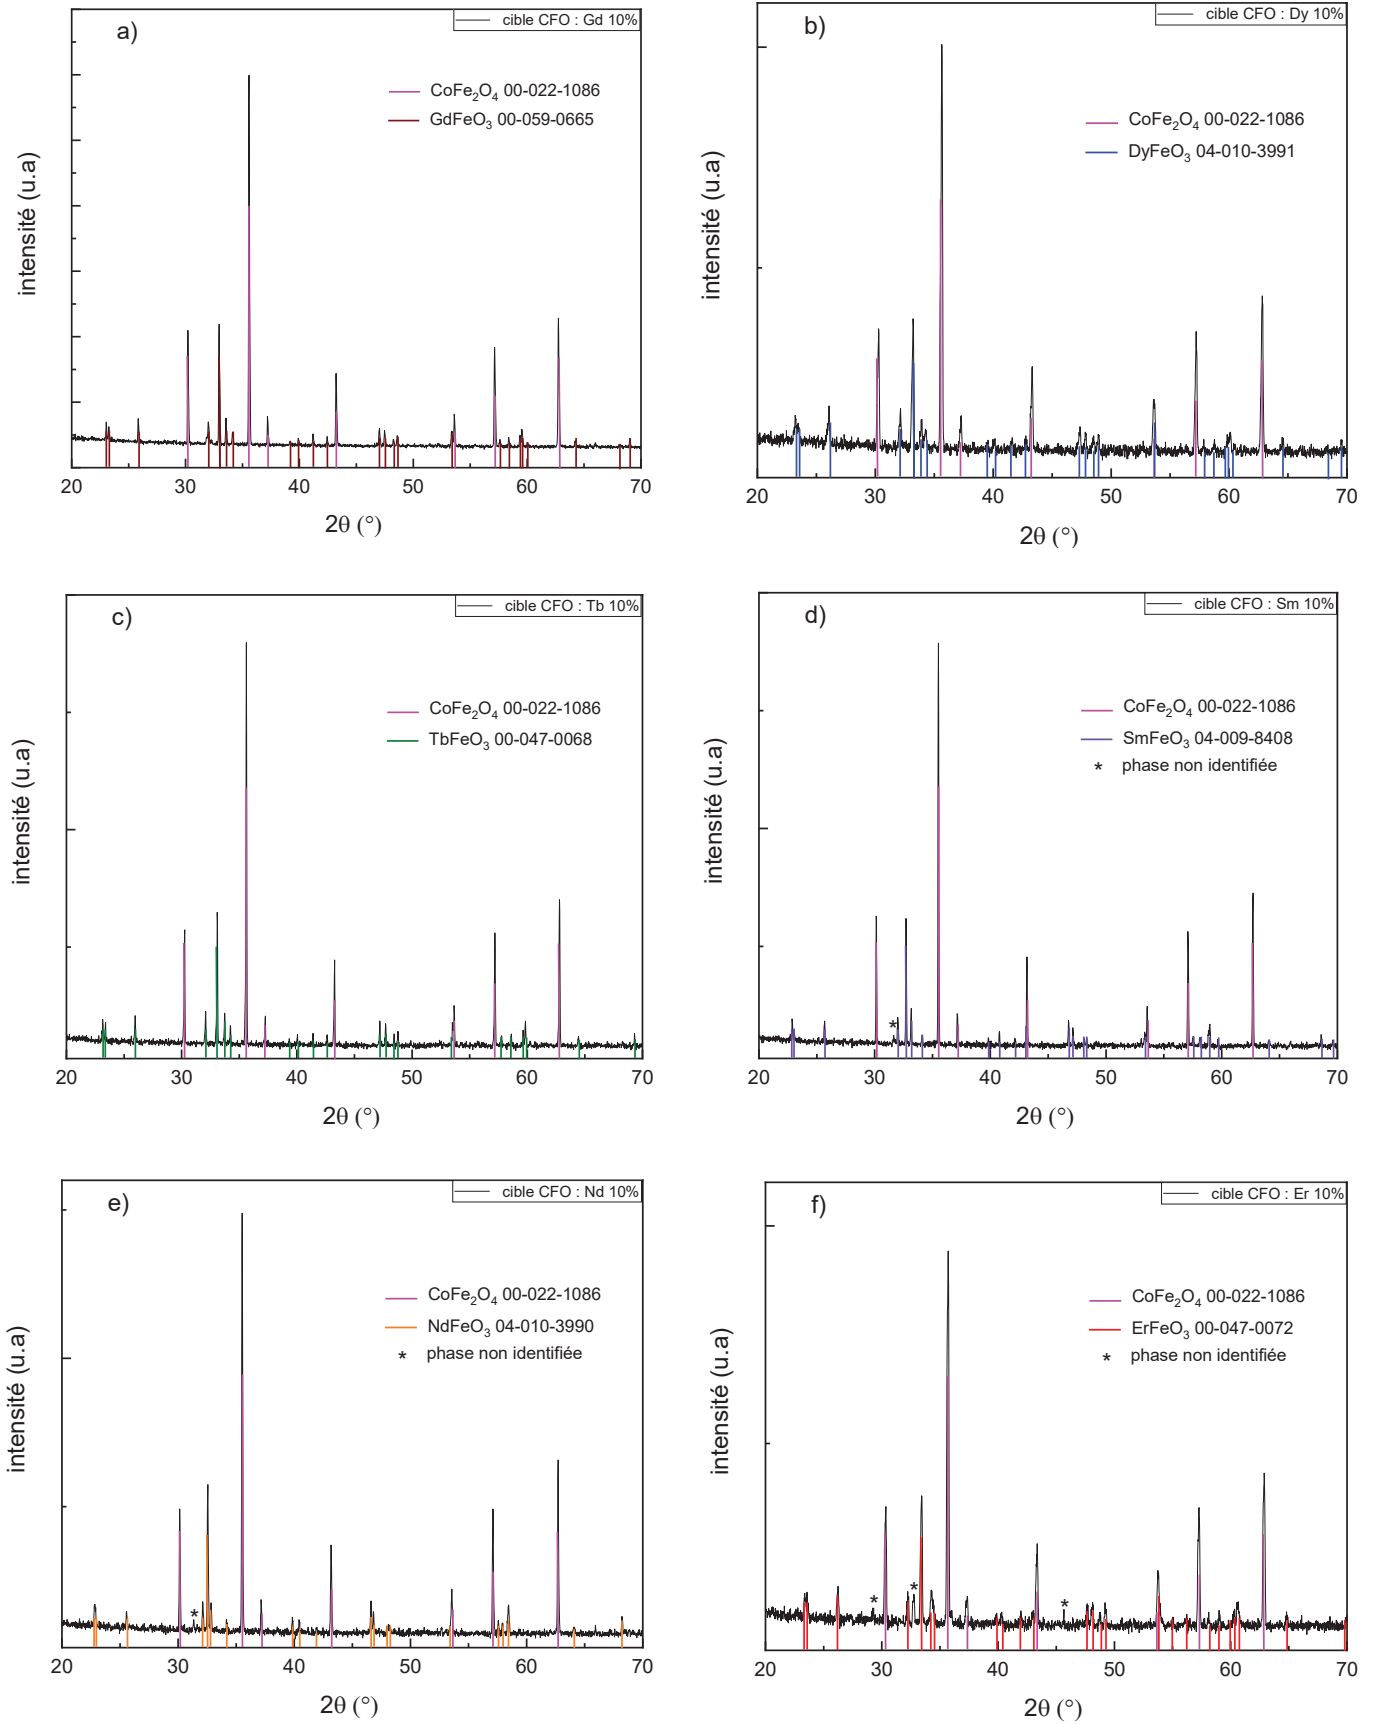 a)
cible CFO : Gd 10%
CoFe₂O₄ 00-022-1086
GdFeO₃ 00-059-0665
intensité (u.a)
20 30 40 50 60 70
2θ (°)
b)
cible CFO : Dy 10%
CoFe₂O₄ 00-022-1086
DyFeO₃ 04-010-3991
intensité (u.a)
20 30 40 50 60 70
2θ (°)
c)
cible CFO : Tb 10%
CoFe₂O₄ 00-022-1086
TbFeO₃ 00-047-0068
intensité (u.a)
20 30 40 50 60 70
2θ (°)
d)
cible CFO : Sm 10%
CoFe₂O₄ 00-022-1086
SmFeO₃ 04-009-8408
* phase non identifiée
*
intensité (u.a)
20 30 40 50 60 70
2θ (°)
e)
cible CFO : Nd 10%
CoFe₂O₄ 00-022-1086
NdFeO₃ 04-010-3990
* phase non identifiée
*
intensité (u.a)
20 30 40 50 60 70
2θ (°)
f)
cible CFO : Er 10%
CoFe₂O₄ 00-022-1086
ErFeO₃ 00-047-0072
* phase non identifiée
* * *
intensité (u.a)
20 30 40 50 60 70
2θ (°)